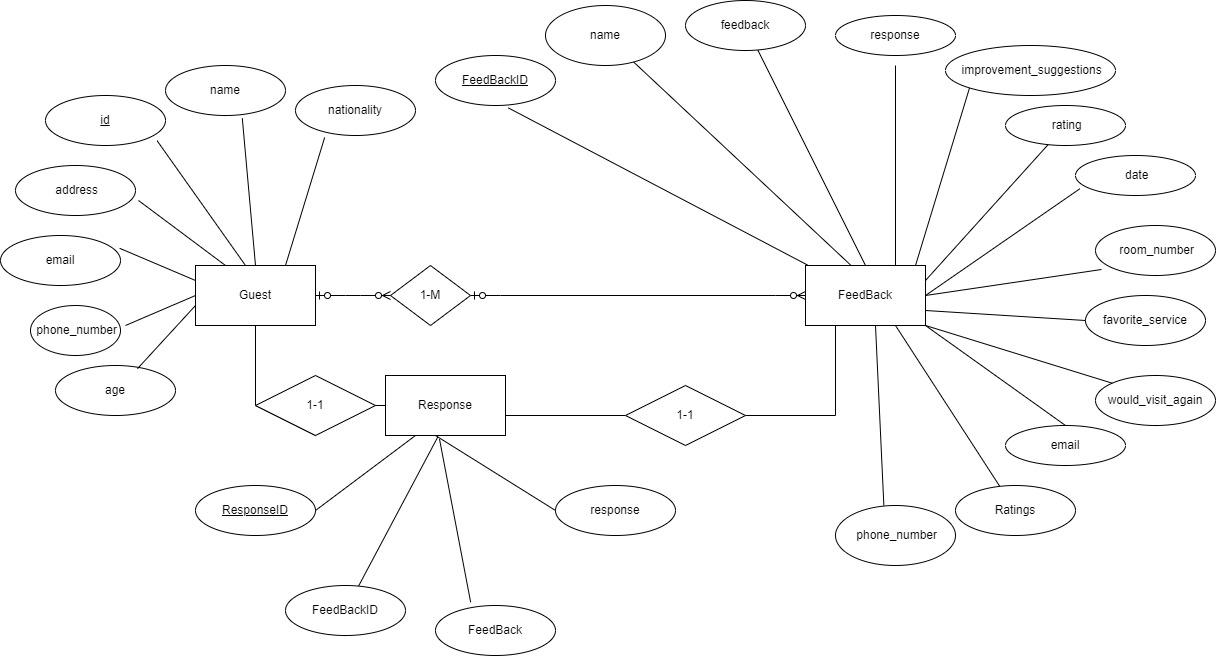 feedback
name
response
improvement_suggestions
FeedBackID
name
nationality
id
rating
date
address
email
room_number
Guest
1-M
FeedBack
favorite_service
phone_number
age
1-1
Response
1-1
would_visit_again
email
ResponseID
response
Ratings
phone_number
FeedBackID
FeedBack